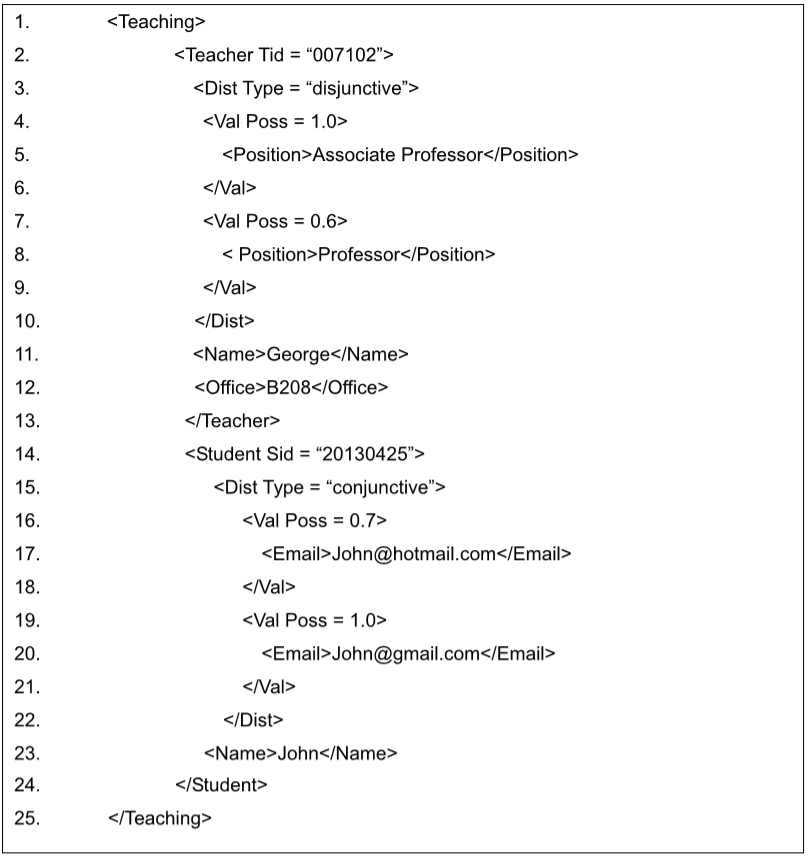 1. <Teaching>
2. <Teacher Tid = “007102”>
3. <Dist Type = “disjunctive”>
4. <Val Poss = 1.0>
5. <Position>Associate Professor</Position>
6. </Val>
7. <Val Poss = 0.6>
8. < Position>Professor</Position>
9. </Val>
10. </Dist>
11. <Name>George</Name>
12. <Office>B208</Office>
13. </Teacher>
14. <Student Sid = “20130425”>
15. <Dist Type = “conjunctive”>
16. <Val Poss = 0.7>
17. <Email>John@hotmail.com</Email>
18. </Val>
19. <Val Poss = 1.0>
20. <Email>John@gmail.com</Email>
21. </Val>
22. </Dist>
23. <Name>John</Name>
24. </Student>
25. </Teaching>